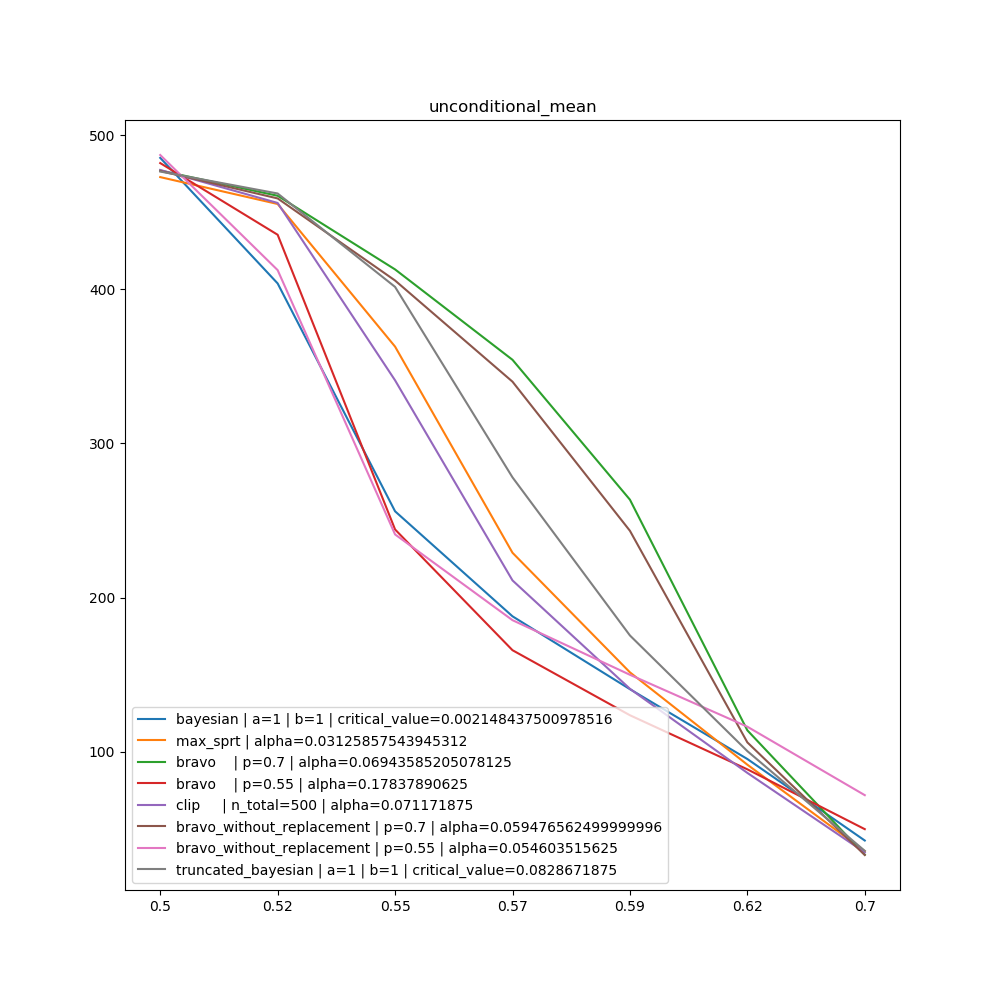 unconditional_mean
500
400
300
200
100
bayesian | a=1 | b=1 | critical_value=0.002148437500978516
max_sprt | alpha=0.03125857543945312
bravo    | p=0.7 | alpha=0.06943585205078125
bravo    | p=0.55 | alpha=0.17837890625
clip     | n_total=500 | alpha=0.071171875
bravo_without_replacement | p=0.7 | alpha=0.059476562499999996
bravo_without_replacement | p=0.55 | alpha=0.054603515625
truncated_bayesian | a=1 | b=1 | critical_value=0.0828671875
0.5 0.52 0.55 0.57 0.59 0.62 0.7